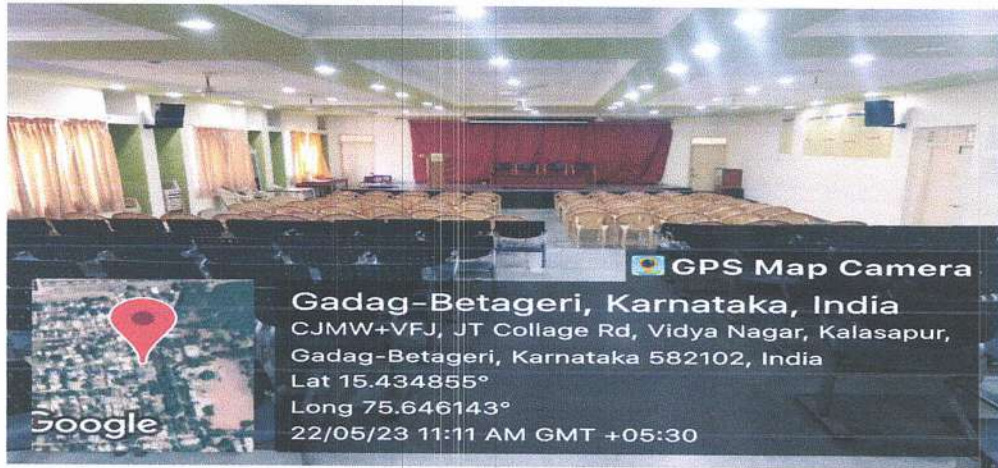 GPS Map Camera
Gadag-Betageri, Karnataka, India
CJMW+VFJ, JT Collage Rd, Vidya Nagar, Kalasapur,
Gadag-Betageri, Karnataka 582102, India
Lat 15.434855°
Long 75.646143°
22/05/23 11:11 AM GMT +05:30
Google